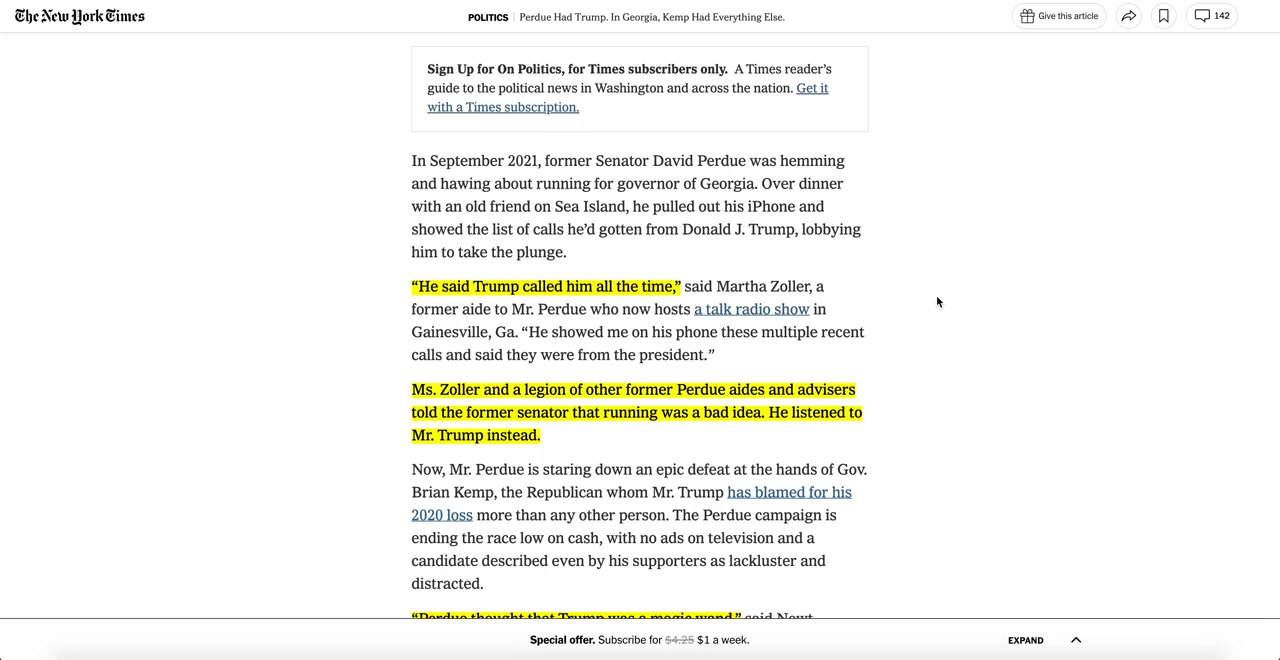 The New York Times
POLITICS | Perdue Had Trump. In Georgia, Kemp Had Everything Else.
Give this article
142
Sign Up for On Politics, for Times subscribers only. A Times reader’s
guide to the political news in Washington and across the nation. Get it
with a Times subscription.
In September 2021, former Senator David Perdue was hemming
and hawing about running for governor of Georgia. Over dinner
with an old friend on Sea Island, he pulled out his iPhone and
showed the list of calls he’d gotten from Donald J. Trump, lobbying
him to take the plunge.
“He said Trump called him all the time,” said Martha Zoller, a
former aide to Mr. Perdue who now hosts a talk radio show in
Gainesville, Ga. “He showed me on his phone these multiple recent
calls and said they were from the president.”
Ms. Zoller and a legion of other former Perdue aides and advisers
told the former senator that running was a bad idea. He listened to
Mr. Trump instead.
Now, Mr. Perdue is staring down an epic defeat at the hands of Gov.
Brian Kemp, the Republican whom Mr. Trump has blamed for his
2020 loss more than any other person. The Perdue campaign is
ending the race low on cash, with no ads on television and a
candidate described even by his supporters as lackluster and
distracted.
“Perdue thought that Trump was a magic wand,” said Newt
Special offer. Subscribe for $4.25 $1 a week.
EXPAND